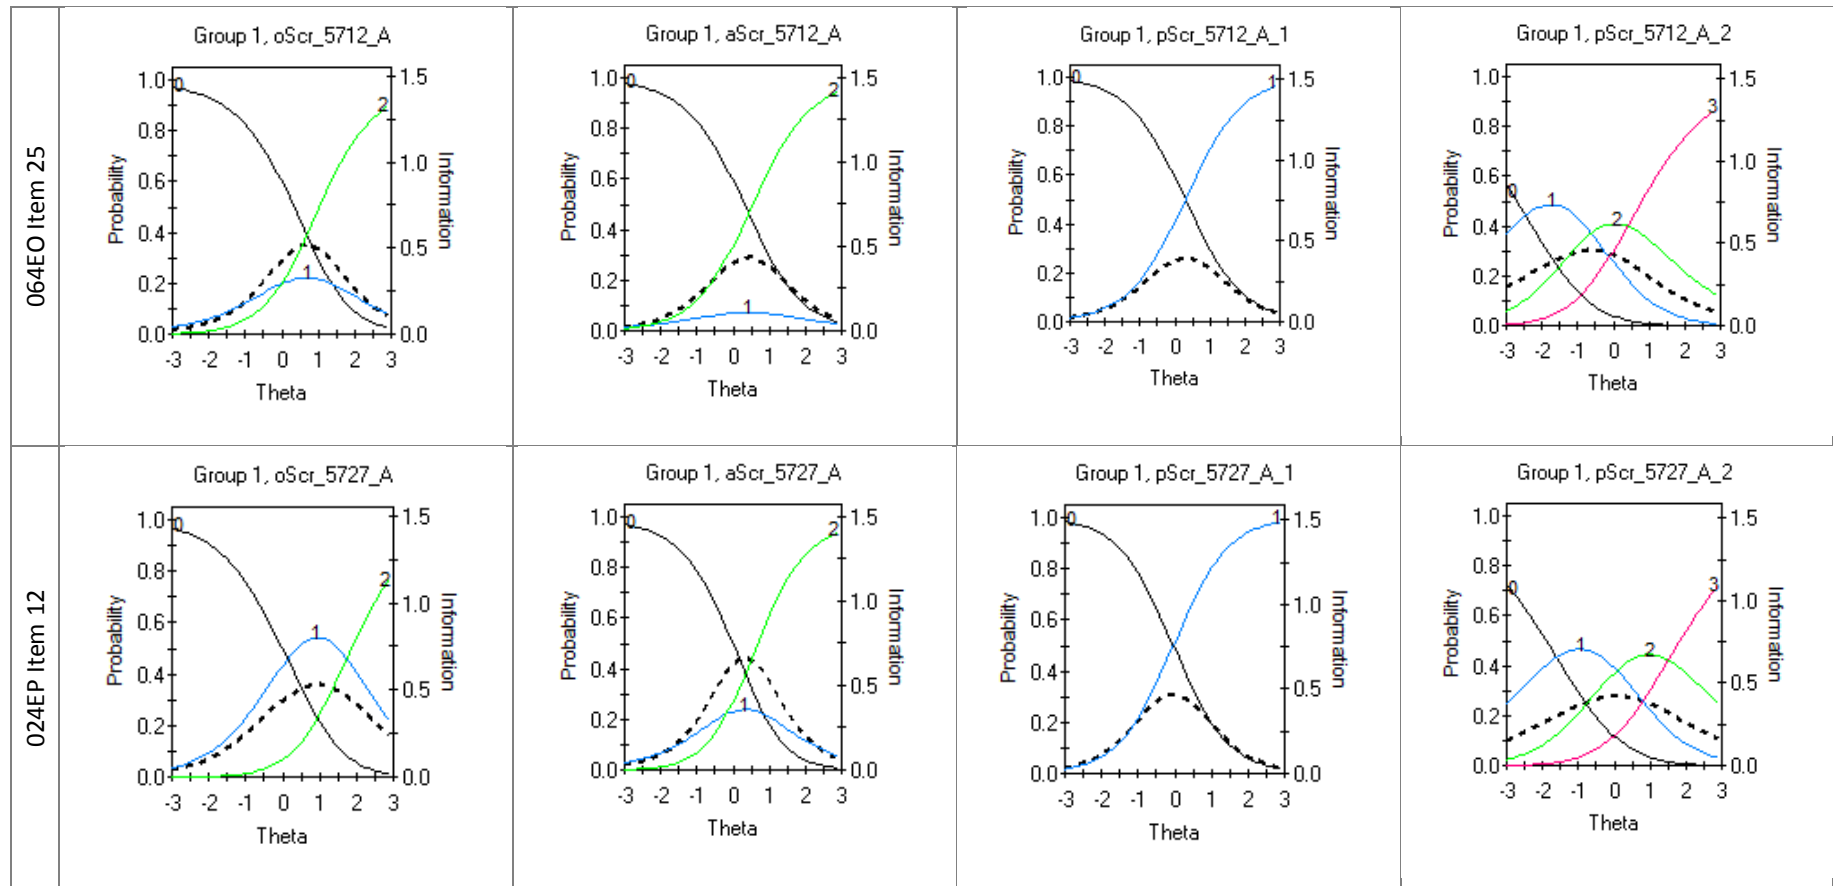 064EO Item 25
Group 1, oScr_5712_A
1.0
0.8
0.6
0.4
0.2
0.0
Probability
0
1
2
1.5
1.0
0.5
0.0
Information
-3 -2 -1 0 1 2 3
Theta
Group 1, aScr_5712_A
1.0
0.8
0.6
0.4
0.2
0.0
Probability
0
1
2
1.5
1.0
0.5
0.0
Information
-3 -2 -1 0 1 2 3
Theta
Group 1, pScr_5712_A_1
1.0
0.8
0.6
0.4
0.2
0.0
Probability
0
1
1.5
1.0
0.5
0.0
Information
-3 -2 -1 0 1 2 3
Theta
Group 1, pScr_5712_A_2
1.0
0.8
0.6
0.4
0.2
0.0
Probability
0
1
2
3
1.5
1.0
0.5
0.0
Information
-3 -2 -1 0 1 2 3
Theta
024EP Item 12
Group 1, oScr_5727_A
1.0
0.8
0.6
0.4
0.2
0.0
Probability
0
1
2
1.5
1.0
0.5
0.0
Information
-3 -2 -1 0 1 2 3
Theta
Group 1, aScr_5727_A
1.0
0.8
0.6
0.4
0.2
0.0
Probability
0
1
2
1.5
1.0
0.5
0.0
Information
-3 -2 -1 0 1 2 3
Theta
Group 1, pScr_5727_A_1
1.0
0.8
0.6
0.4
0.2
0.0
Probability
0
1
1.5
1.0
0.5
0.0
Information
-3 -2 -1 0 1 2 3
Theta
Group 1, pScr_5727_A_2
1.0
0.8
0.6
0.4
0.2
0.0
Probability
0
1
2
3
1.5
1.0
0.5
0.0
Information
-3 -2 -1 0 1 2 3
Theta